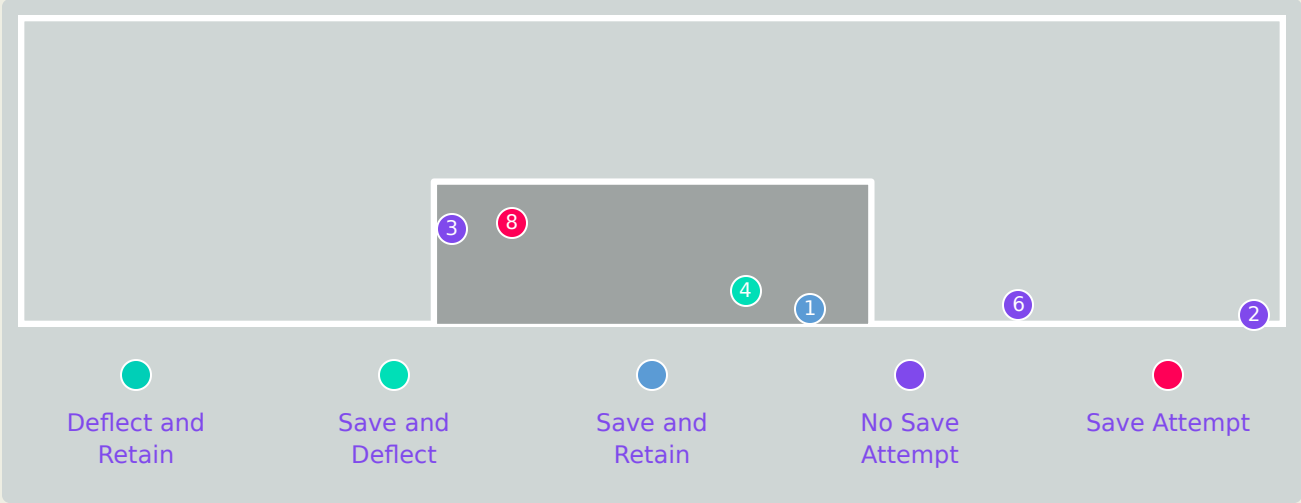 3
8
4
1
6
2
Deflect and
Retain
Save and
Deflect
Save and
Retain
No Save
Attempt
Save Attempt